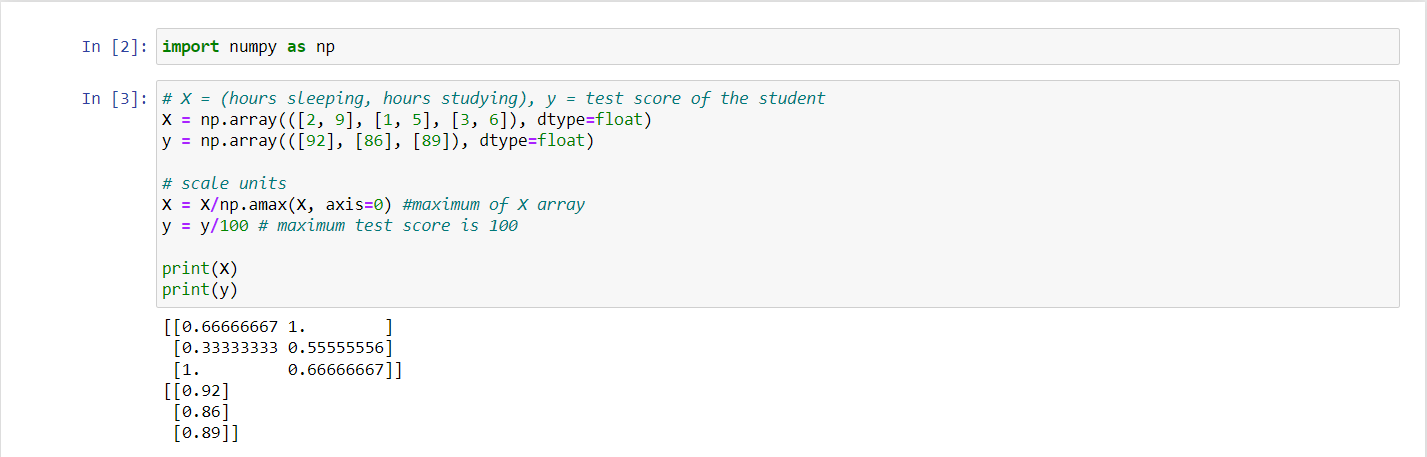 In [2]: import numpy as np
In [3]: # X = (hours sleeping, hours studying), y = test score of the student
X = np.array(([2, 9], [1, 5], [3, 6]), dtype=float)
y = np.array(([92], [86], [89]), dtype=float)
# scale units
X = X/np.amax(X, axis=0) #maximum of X array
y = y/100 # maximum test score is 100
print(X)
print(y)
[[0.66666667 1.        ]
 [0.33333333 0.55555556]
 [1.         0.66666667]]
[[0.92]
 [0.86]
 [0.89]]